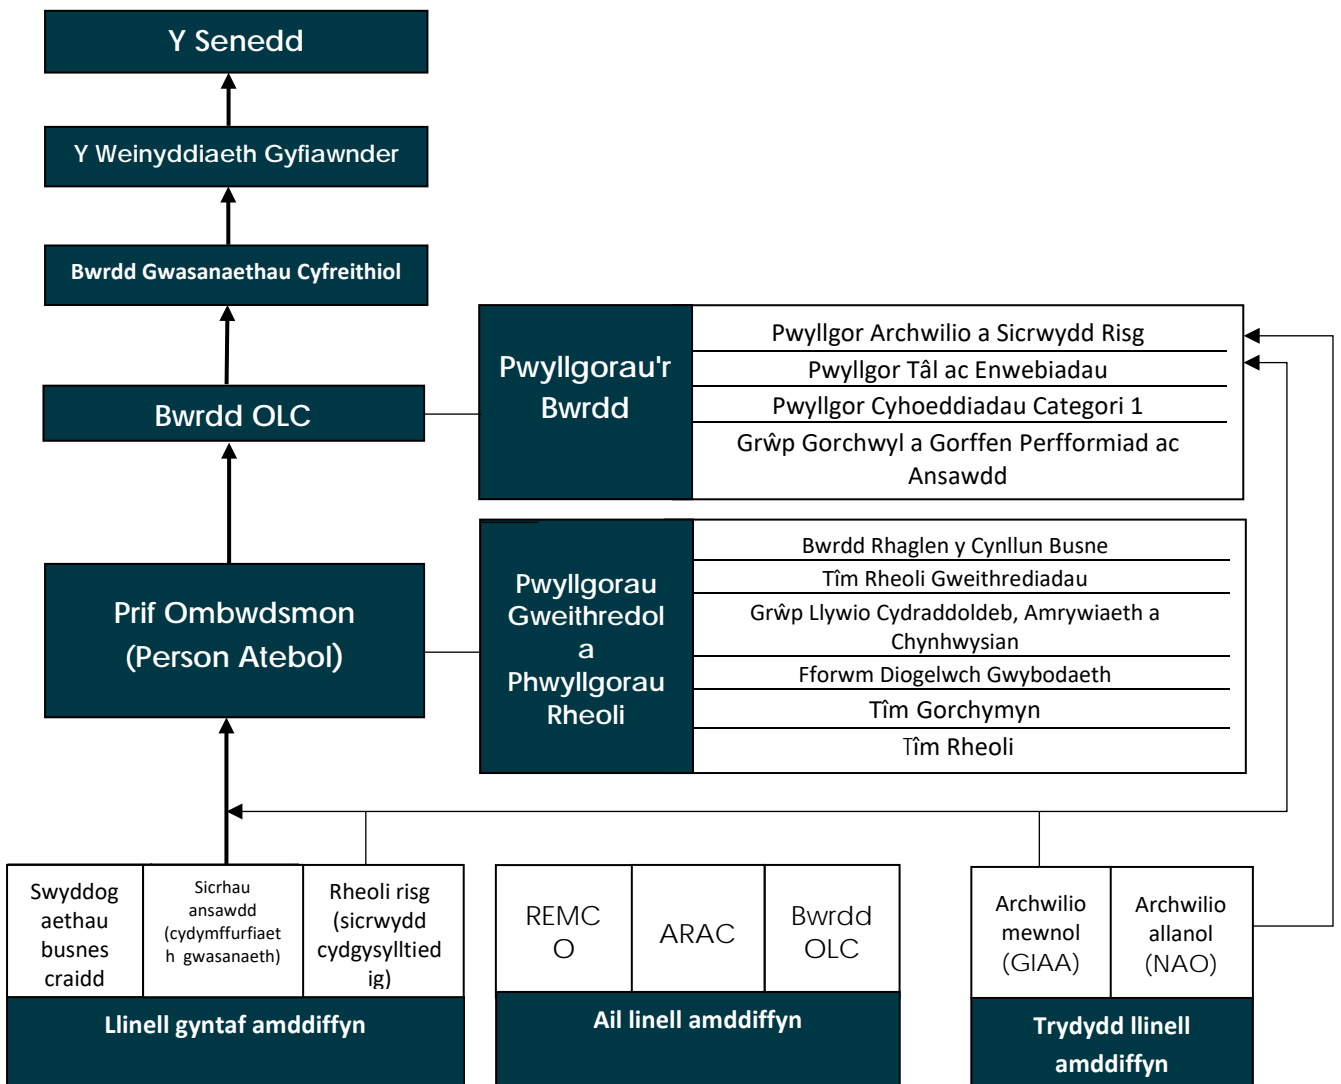 Y Senedd
Y Weinyddiaeth Gyfiawnder
Bwrdd Gwasanaethau Cyfreithiol
Bwrdd OLC
Pwyllgorau'r
Bwrdd
Pwyllgor Archwilio a Sicrwydd Risg
Pwyllgor Tâl ac Enwebiadau
Pwyllgor Cyhoeddiadau Categori 1
Grŵp Gorchwyl a Gorffen Perfformiad ac
Ansawdd
Prif Ombwdsmon
(Person Atebol)
Pwyllgorau
Gweithredol
a
Phwyllgorau
Rheoli
Bwrdd Rhaglen y Cynllun Busne
Tîm Rheoli Gweithrediadau
Grŵp Llywio Cydraddoldeb, Amrywiaeth a
Chynhwysian
Fforwm Diogelwch Gwybodaeth
Tîm Gorchymyn
Tîm Rheoli
Swyddog
aethau
busnes
craidd
Sicrhau
ansawdd
(cydymffurfiaet
h gwasanaeth)
Rheoli risg
(sicrwydd
cydgysylltied
ig)
Llinell gyntaf amddiffyn
REMC
O
ARAC
Bwrdd
OLC
Ail linell amddiffyn
Archwilio
mewnol
(GIAA)
Archwilio
allanol
(NAO)
Trydydd llinell
amddiffyn